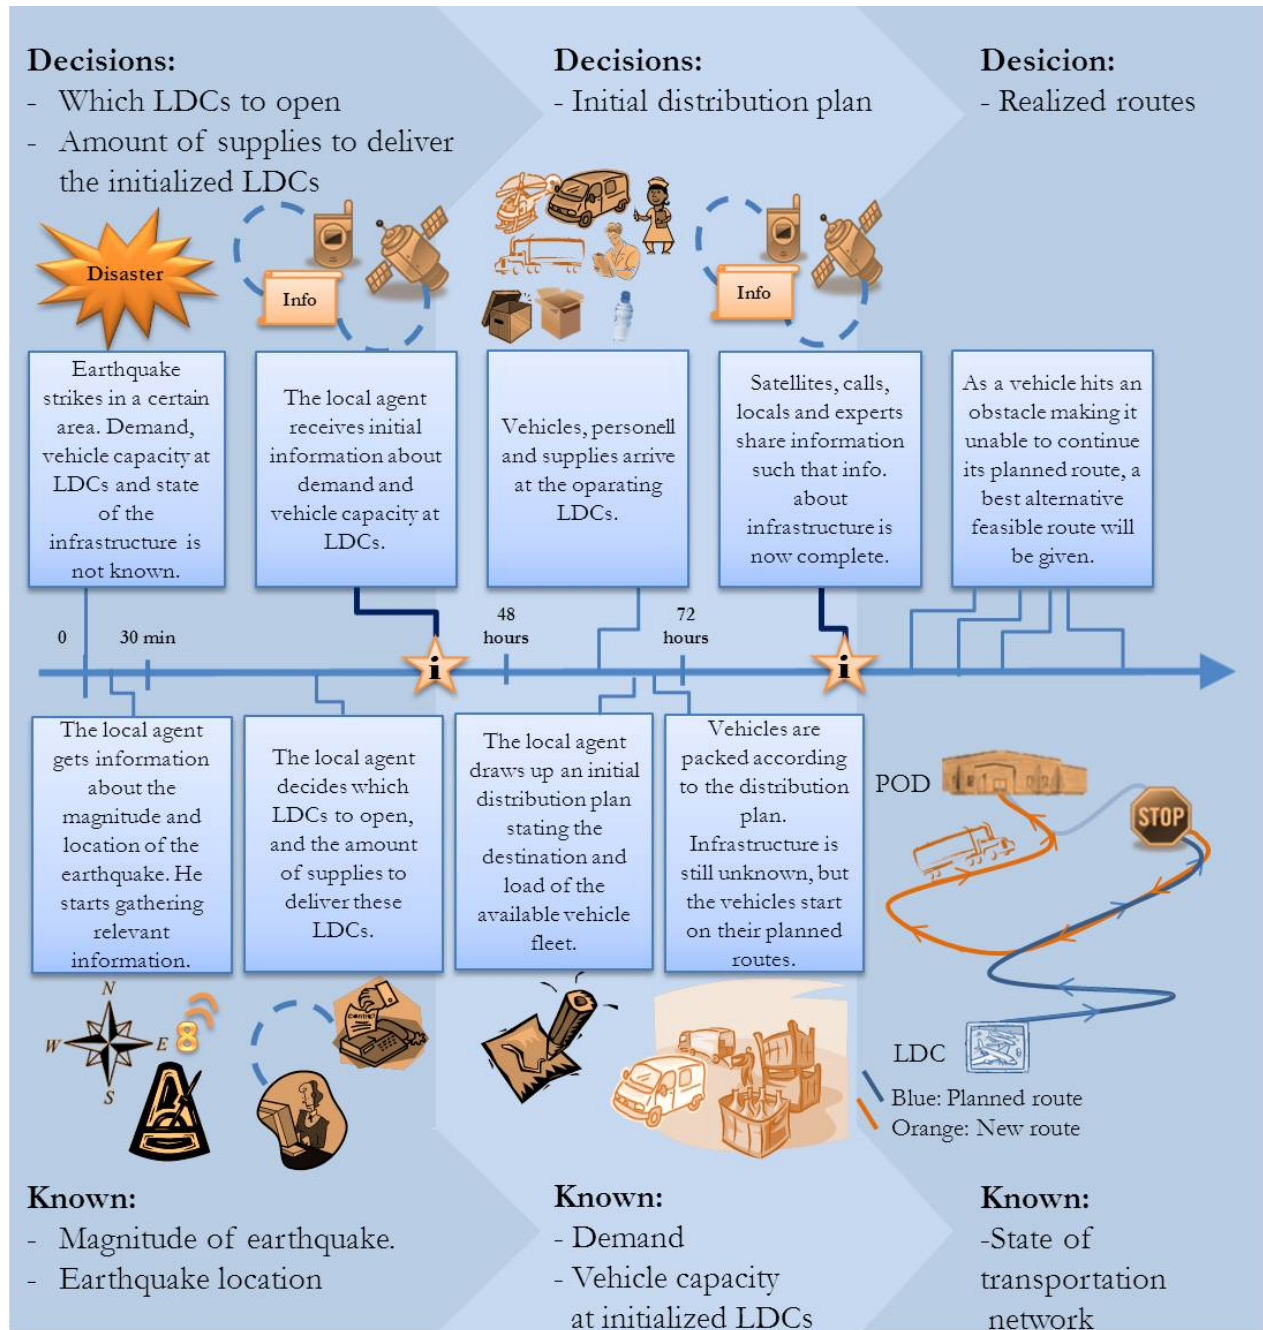 Decisions:
- Which LDCs to open
- Amount of supplies to deliver
the initialized LDCs
Decisions:
- Initial distribution plan
Desicion:
- Realized routes
Disaster
Info
Info
Earthquake
strikes in a certain
area. Demand,
vehicle capacity at
LDCs and state
of the
infrastructure is
not known.
The local agent
receives initial
information about
demand and
vehicle capacity at
LDCs.
Vehicles, personell
and supplies arrive
at the oparating
LDCs.
Satellites, calls,
locals and experts
share information
such that info.
about
infrastructure is
now complete.
As a vehicle hits an
obstacle making it
unable to continue
its planned route, a
best alternative
feasible route will
be given.
0
30 min
48
hours
72
hours
i
i
The local agent
gets information
about the
magnitude and
location of the
earthquake. He
starts gathering
relevant
information.
The local agent
decides which
LDCs to open,
and the amount
of supplies to
deliver these
LDCs.
The local agent
draws up an initial
distribution plan
stating the
destination and
load of the
available vehicle
fleet.
Vehicles are
packed according
to the distribution
plan.
Infrastructure is
still unknown, but
the vehicles start
on their planned
routes.
POD
STOP
N
W
E
S
8
Contract
LDC
Blue: Planned route
Orange: New route
Known:
- Magnitude of earthquake.
- Earthquake location
Known:
- Demand
- Vehicle capacity
at initialized LDCs
Known:
-State of
transportation
network